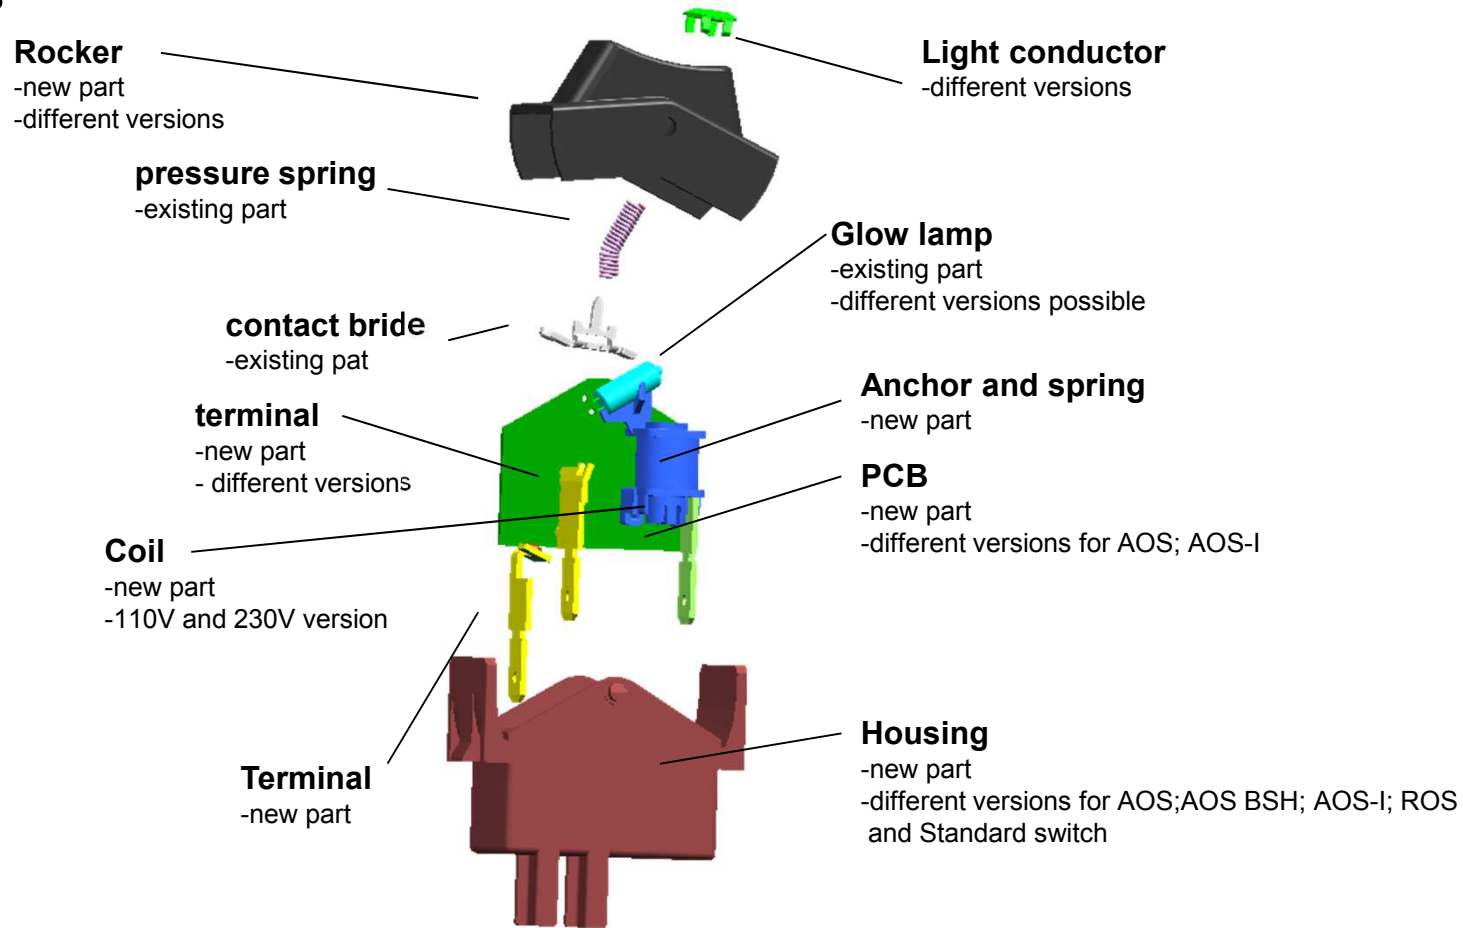 Rocker
-new part
-different versions
Light conductor
-different versions
pressure spring
-existing part
Glow lamp
-existing part
-different versions possible
contact bride
-existing pat
Anchor and spring
-new part
terminal
-new part
- different versions
PCB
-new part
-different versions for AOS; AOS-I
Coil
-new part
-110V and 230V version
Housing
-new part
-different versions for AOS;AOS BSH; AOS-I; ROS
and Standard switch
Terminal
-new part